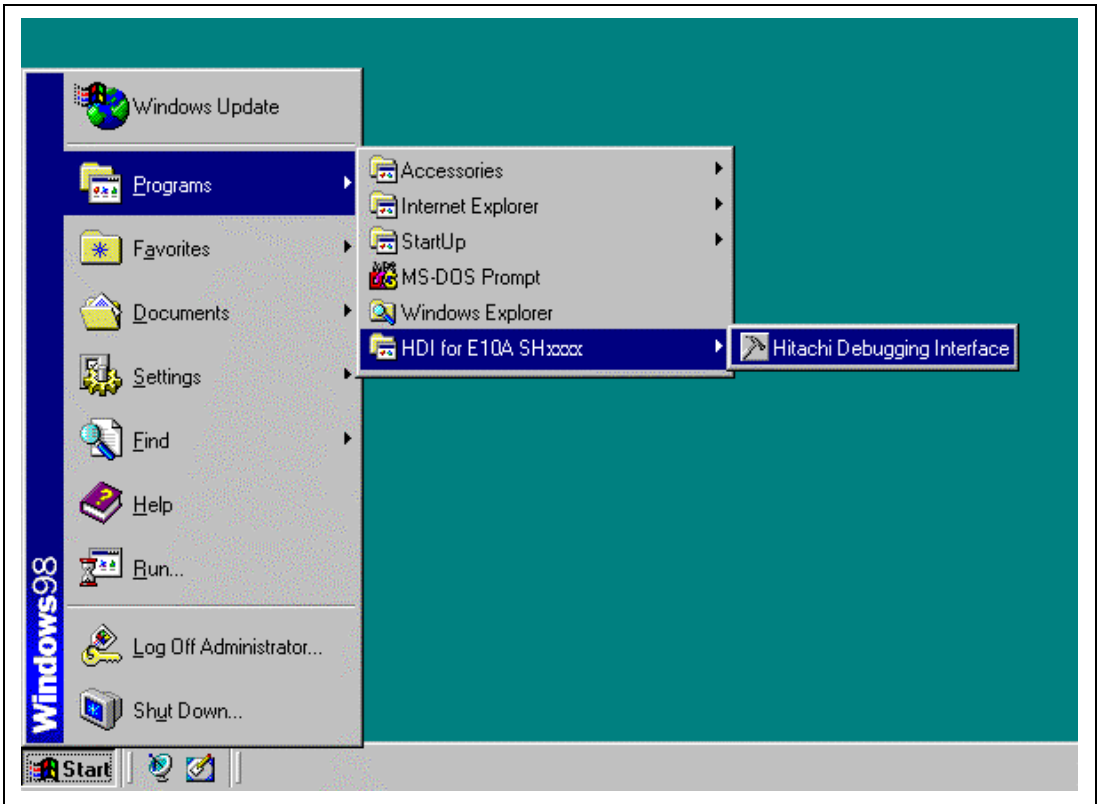 Windows Update
Programs
Favorites
Documents
Settings
Find
Help
Run...
Log Off Administrator...
Shut Down...
Windows98
Accessories
Internet Explorer
StartUp
MS-DOS Prompt
Windows Explorer
HDI for E10A SHxxxx
Hitachi Debugging Interface
Start